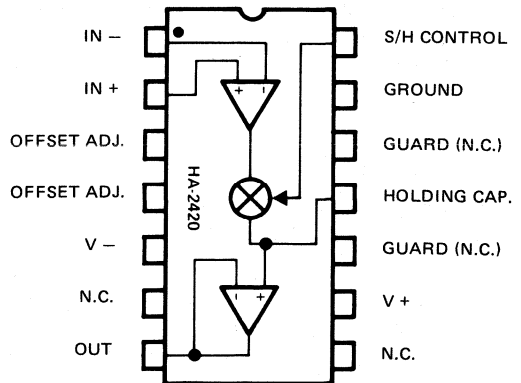 IN −
IN +
OFFSET ADJ.
OFFSET ADJ.
V −
N.C.
OUT
+ −
HA-2420
- +
S/H CONTROL
GROUND
GUARD (N.C.)
HOLDING CAP.
GUARD (N.C.)
V +
N.C.